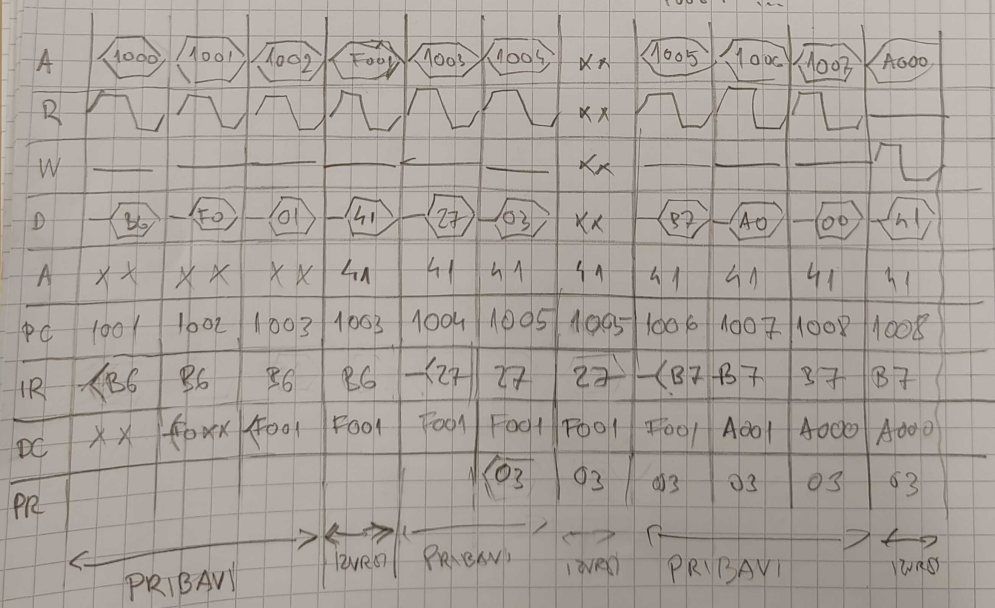 A 1000 1001 1002 F001 1003 1004 XX 1005 1006 1007 A000
R XX
W XX
D B6 F0 01 41 27 03 XX B7 A0 00 41
A XX XX XX 41 41 41 41 41 41 41 41
PC 1001 1002 1003 1003 1004 1005 1005 1006 1007 1008 1008
IR B6 B6 B6 B6 27 27 27 B7 B7 B7 B7
DC XX F0XX F001 F001 F001 F001 F001 F001 A001 A000 A000
PR 03 03 03 03 03 03
PRIBAVI IZVRŠI PRIBAVI IZVRŠI PRIBAVI IZVRŠI